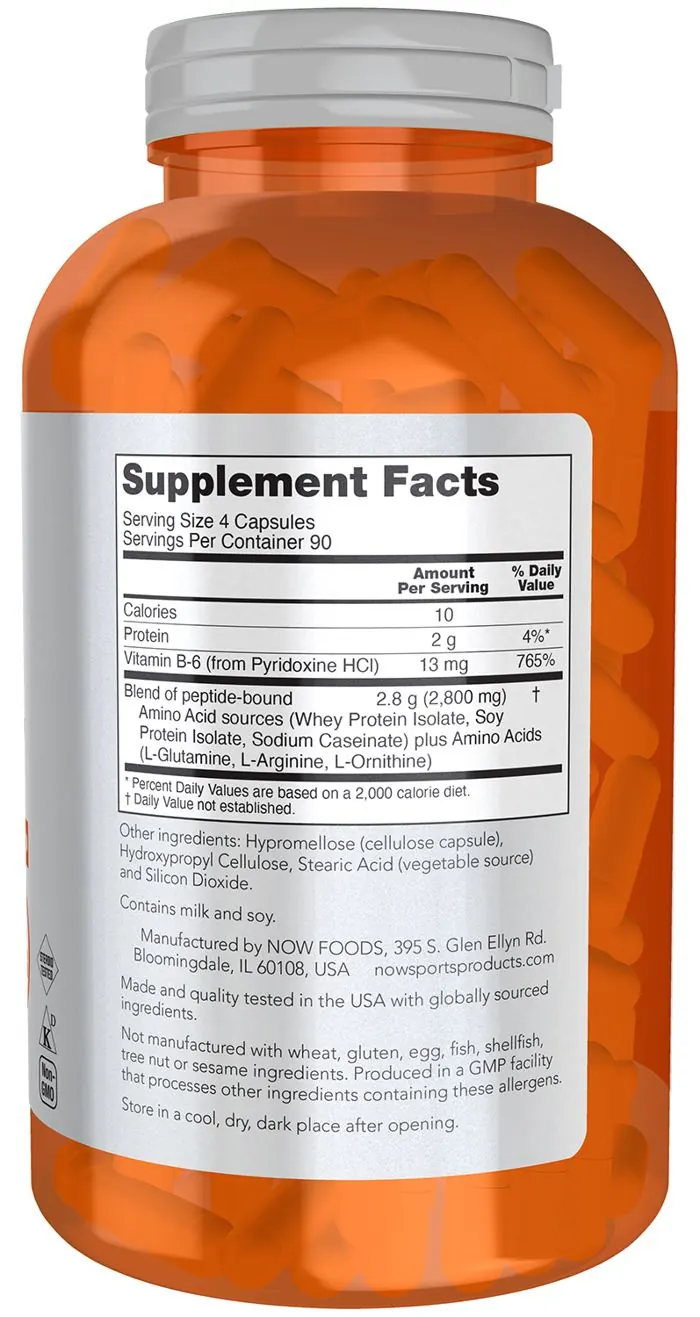 Supplement Facts
Serving Size 4 Capsules
Servings Per Container 90
Amount Per Serving % Daily Value
Calories 10
Protein 2 g 4%*
Vitamin B-6 (from Pyridoxine HCl) 13 mg 765%
Blend of peptide-bound 2.8 g (2,800 mg) †
Amino Acid sources (Whey Protein Isolate, Soy
Protein Isolate, Sodium Caseinate) plus Amino Acids
(L-Glutamine, L-Arginine, L-Ornithine)
* Percent Daily Values are based on a 2,000 calorie diet.
† Daily Value not established.
Other ingredients: Hypromellose (cellulose capsule),
Hydroxypropyl Cellulose, Stearic Acid (vegetable source)
and Silicon Dioxide.
Contains milk and soy.
Manufactured by NOW FOODS, 395 S. Glen Ellyn Rd.
Bloomingdale, IL 60108, USA nowsportsproducts.com
Made and quality tested in the USA with globally sourced
ingredients.
Not manufactured with wheat, gluten, egg, fish, shellfish,
tree nut or sesame ingredients. Produced in a GMP facility
that processes other ingredients containing these allergens.
Store in a cool, dry, dark place after opening.
STEROID
TESTED
K D
Non-
GMO